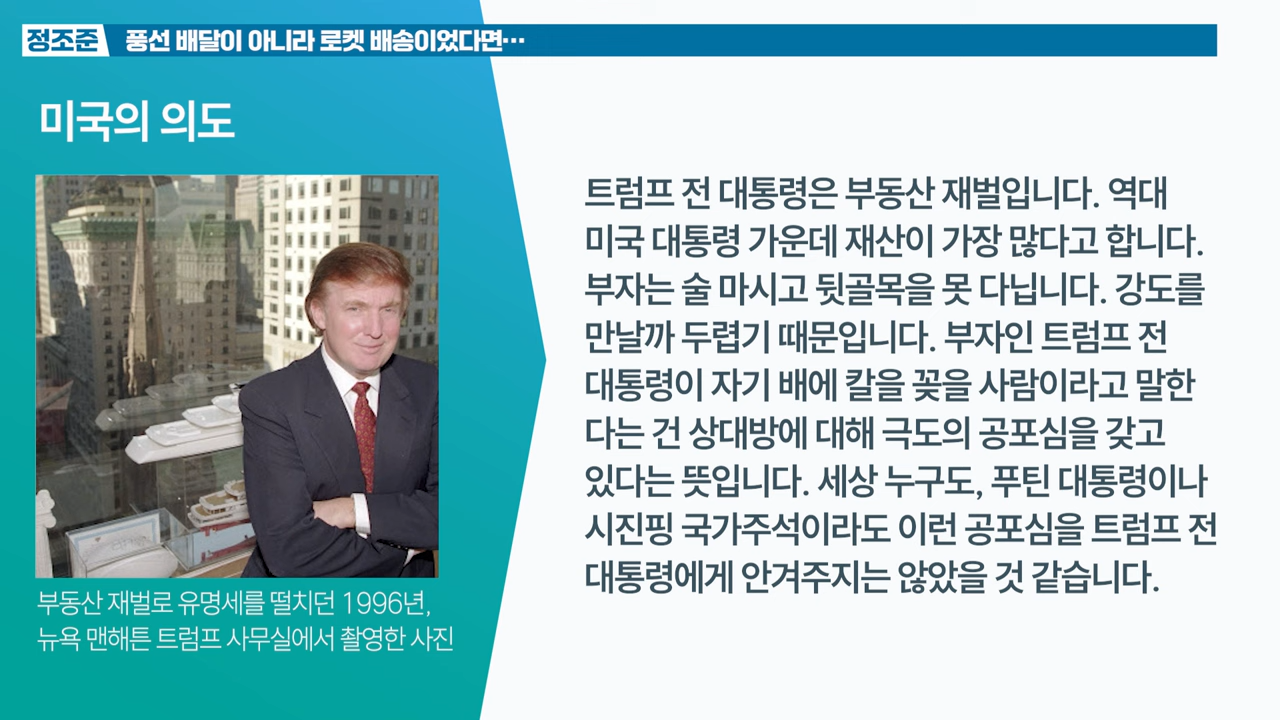 정조준 풍선 배달이 아니라 로켓 배송이었다면…
미국의 의도
트럼프 전 대통령은 부동산 재벌입니다. 역대
미국 대통령 가운데 재산이 가장 많다고 합니다.
부자는 술 마시고 뒷골목을 못 다닙니다. 강도를
만날까 두렵기 때문입니다. 부자인 트럼프 전
대통령이 자기 배에 칼을 꽂을 사람이라고 말한
다는 건 상대방에 대해 극도의 공포심을 갖고
있다는 뜻입니다. 세상 누구도, 푸틴 대통령이나
시진핑 국가주석이라도 이런 공포심을 트럼프 전
대통령에게 안겨주지는 않았을 것 같습니다.
부동산 재벌로 유명세를 떨치던 1996년,
뉴욕 맨해튼 트럼프 사무실에서 촬영한 사진